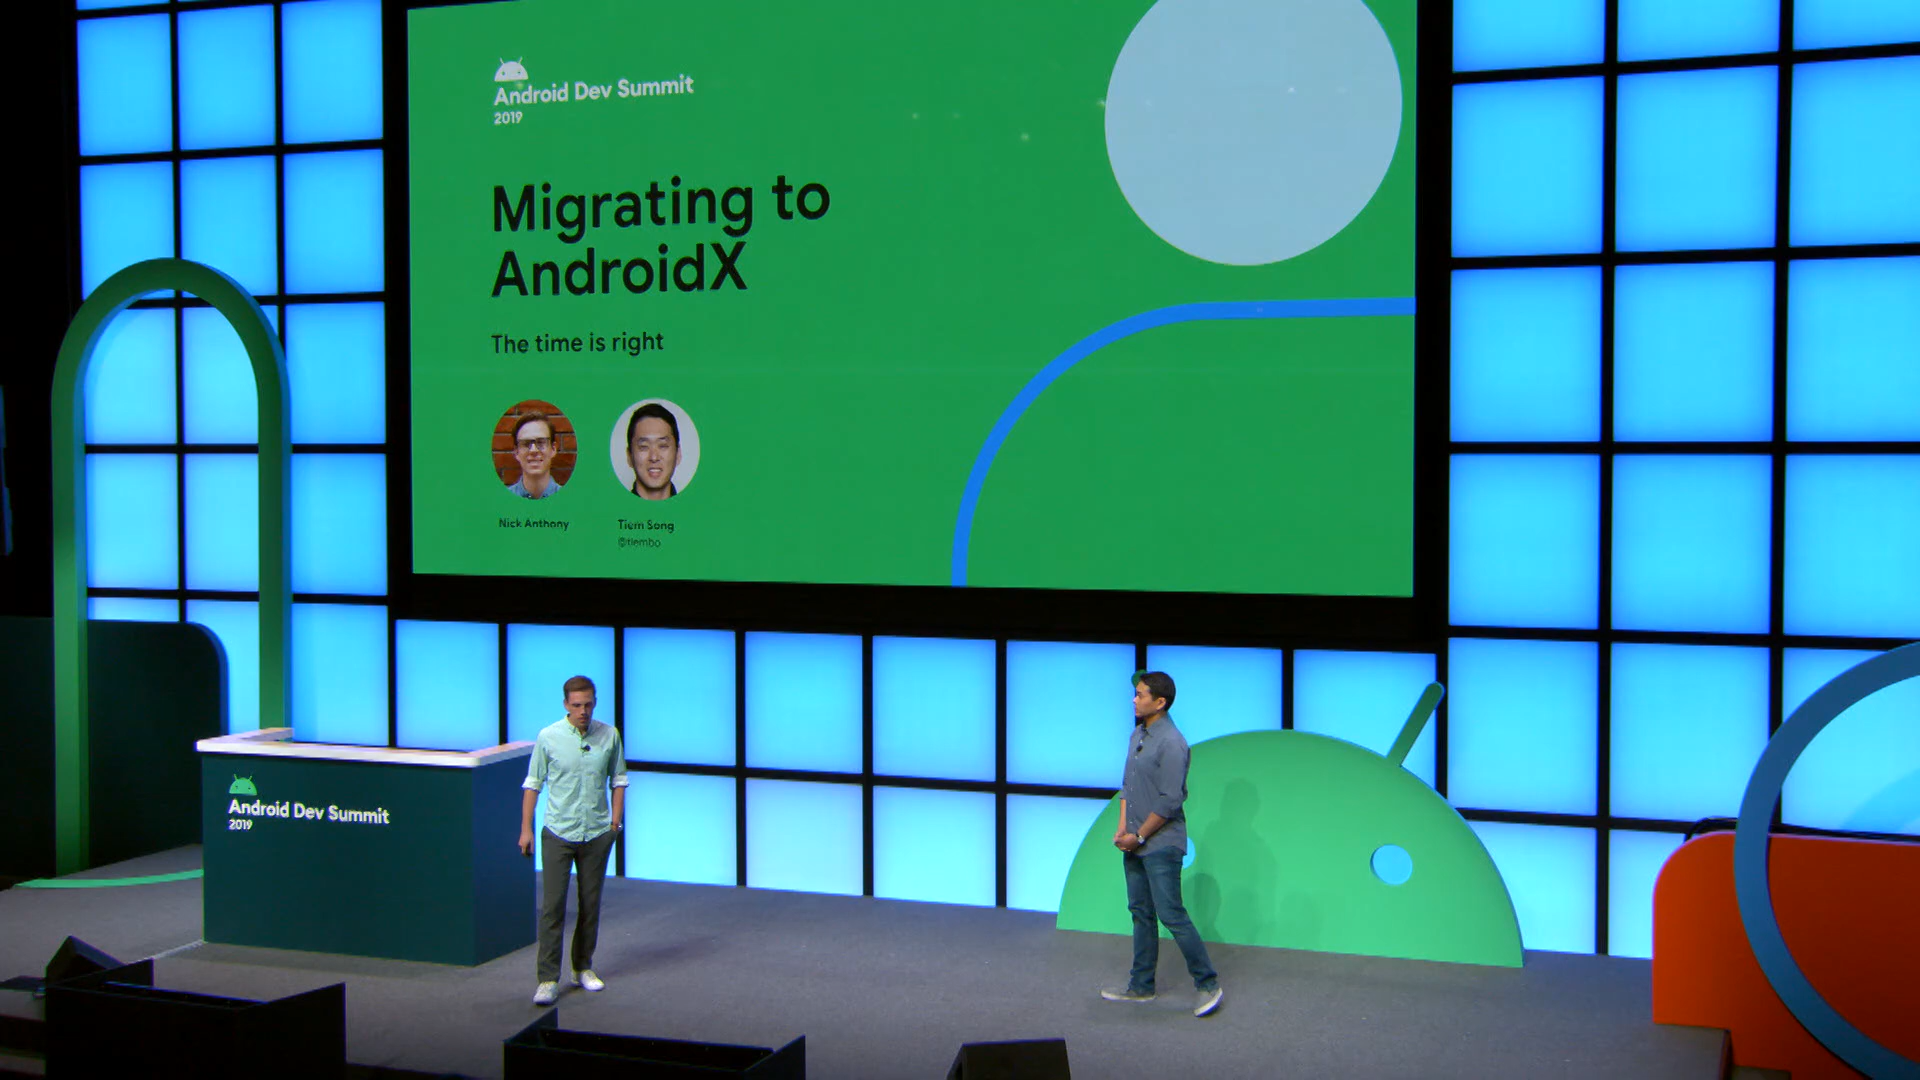 Android Dev Summit
2019
Migrating to
AndroidX
The time is right
Nick Anthony
Tiem Song
@tiembo
Android Dev Summit
2019